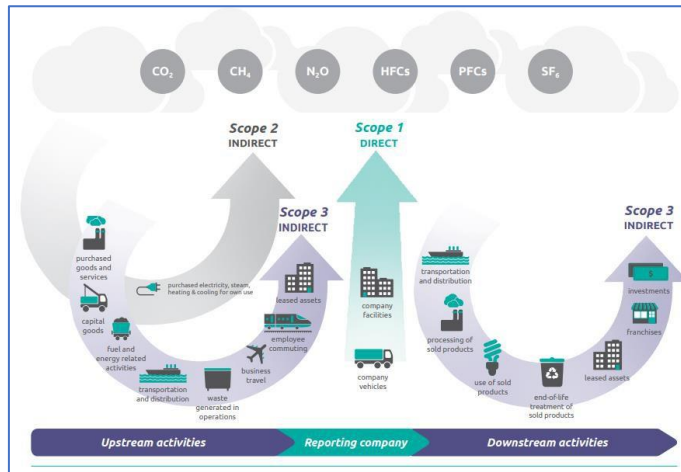 CO₂ CH₄ N₂O HFCs PFCs SF₆
Scope 2
INDIRECT
Scope 1
DIRECT
Scope 3
INDIRECT
Scope 3
INDIRECT
purchased
goods and
services
capital
goods
fuel and
energy related
activities
transportation
and distribution
waste
generated in
operations
business
travel
employee
commuting
leased assets
purchased electricity, steam,
heating & cooling for own use
company
facilities
company
vehicles
transportation
and distribution
processing of
sold products
use of sold
products
end-of-life
treatment of
sold products
leased assets
franchises
investments
$
Upstream activities
Reporting company
Downstream activities